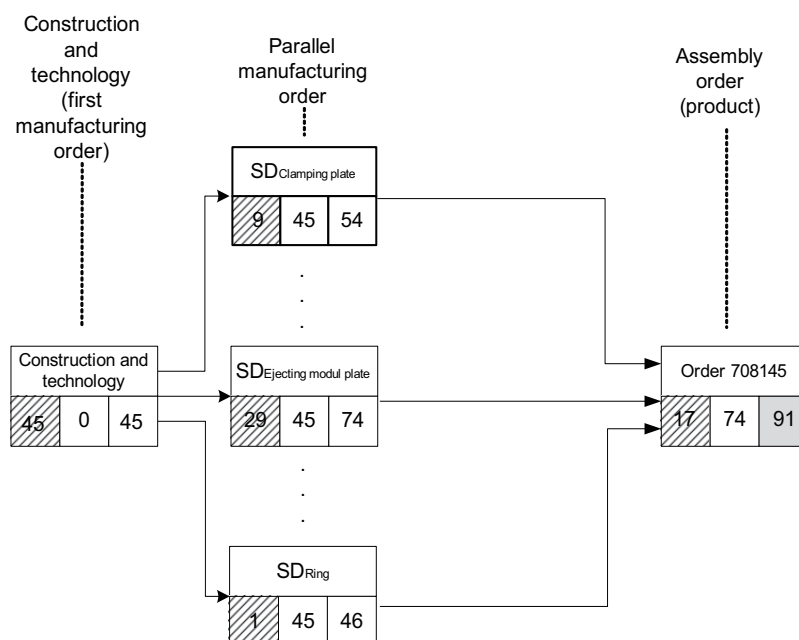 Construction
and
technology
(first
manufacturing
order)
Parallel
manufacturing
order
Assembly
order
(product)
SDClamping plate
9 45 54
.
.
.
Construction and
technology
45 0 45
SDEjecting modul plate
29 45 74
Order 708145
17 74 91
.
.
.
SDRing
1 45 46